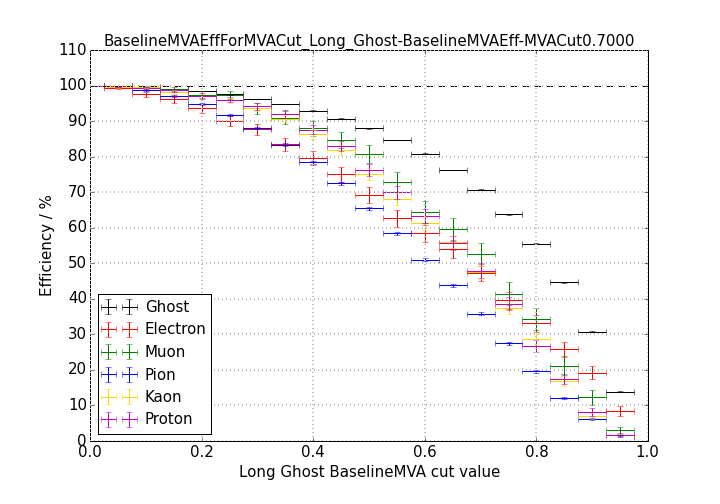 BaselineMVAEffForMVACut_Long_Ghost-BaselineMVAEff-MVACut0.7000
110
100
90
80
70
60
50
40
30
20
10
0
Efficiency / %
Ghost
Electron
Muon
Pion
Kaon
Proton
0.0 0.2 0.4 0.6 0.8 1.0
Long Ghost BaselineMVA cut value